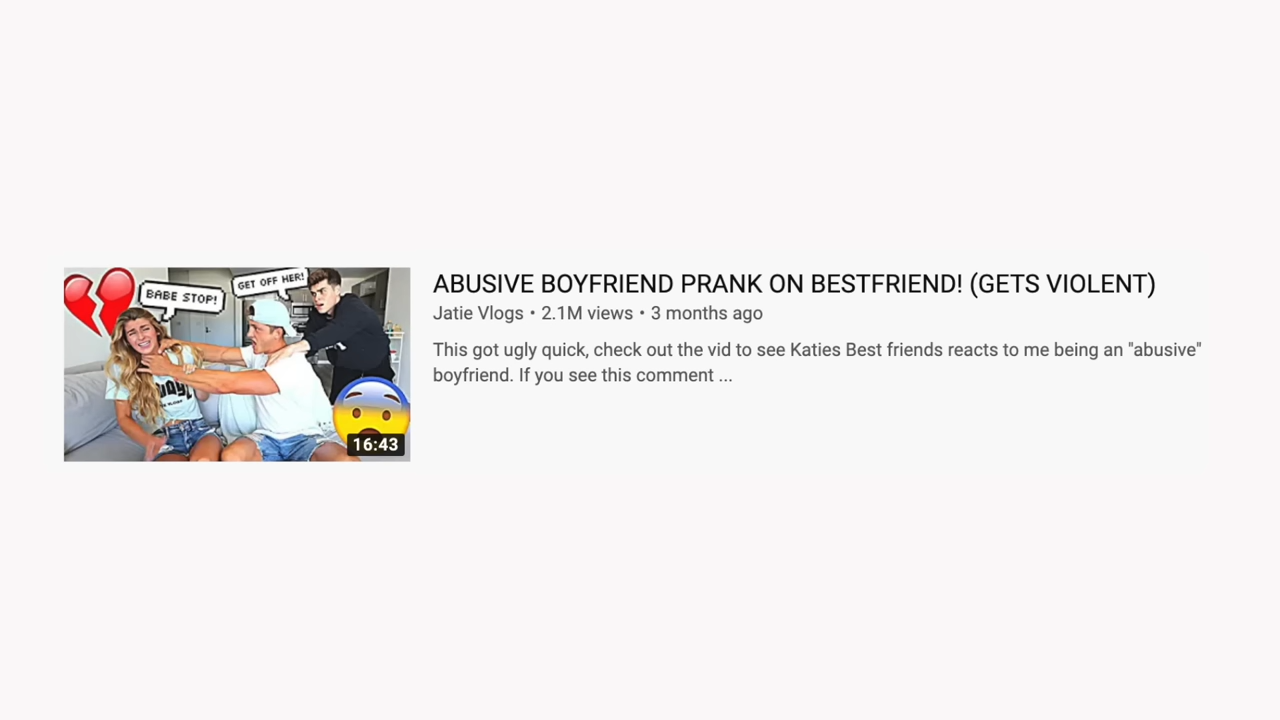 BABE STOP!
GET OFF HER!
16:43
ABUSIVE BOYFRIEND PRANK ON BESTFRIEND! (GETS VIOLENT)
Jatie Vlogs • 2.1M views • 3 months ago
This got ugly quick, check out the vid to see Katies Best friends reacts to me being an "abusive"
boyfriend. If you see this comment ...